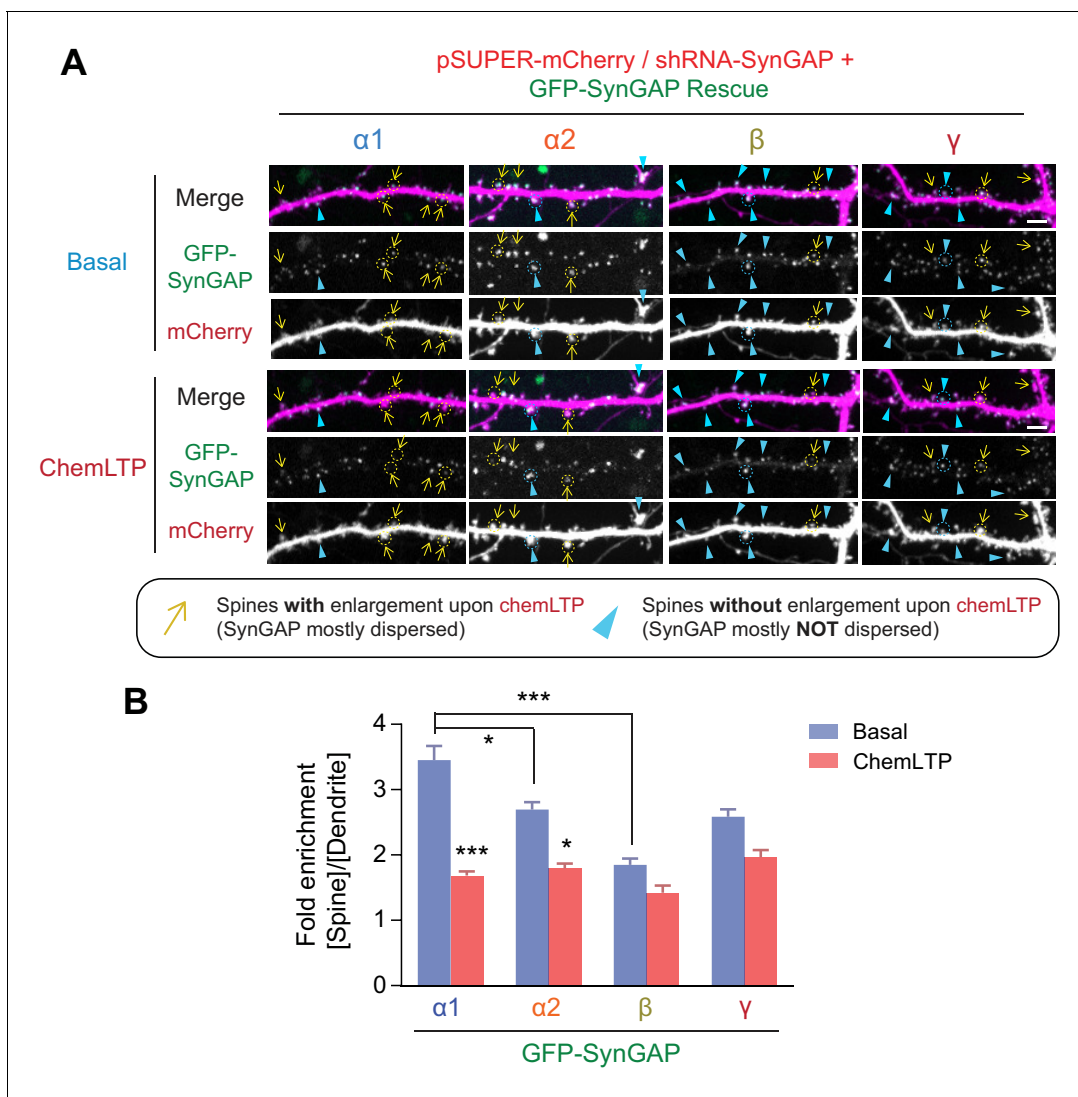 A
pSUPER-mCherry / shRNA-SynGAP +
GFP-SynGAP Rescue
α1 α2 β γ
Basal
Merge
GFP-
SynGAP
mCherry
ChemLTP
Merge
GFP-
SynGAP
mCherry
Spines with enlargement upon chemLTP
(SynGAP mostly dispersed)
Spines without enlargement upon chemLTP
(SynGAP mostly NOT dispersed)
B
Fold enrichment
[Spine]/[Dendrite]
4
3
2
1
0
***
*
***
*
Basal
ChemLTP
α1 α2 β γ
GFP-SynGAP